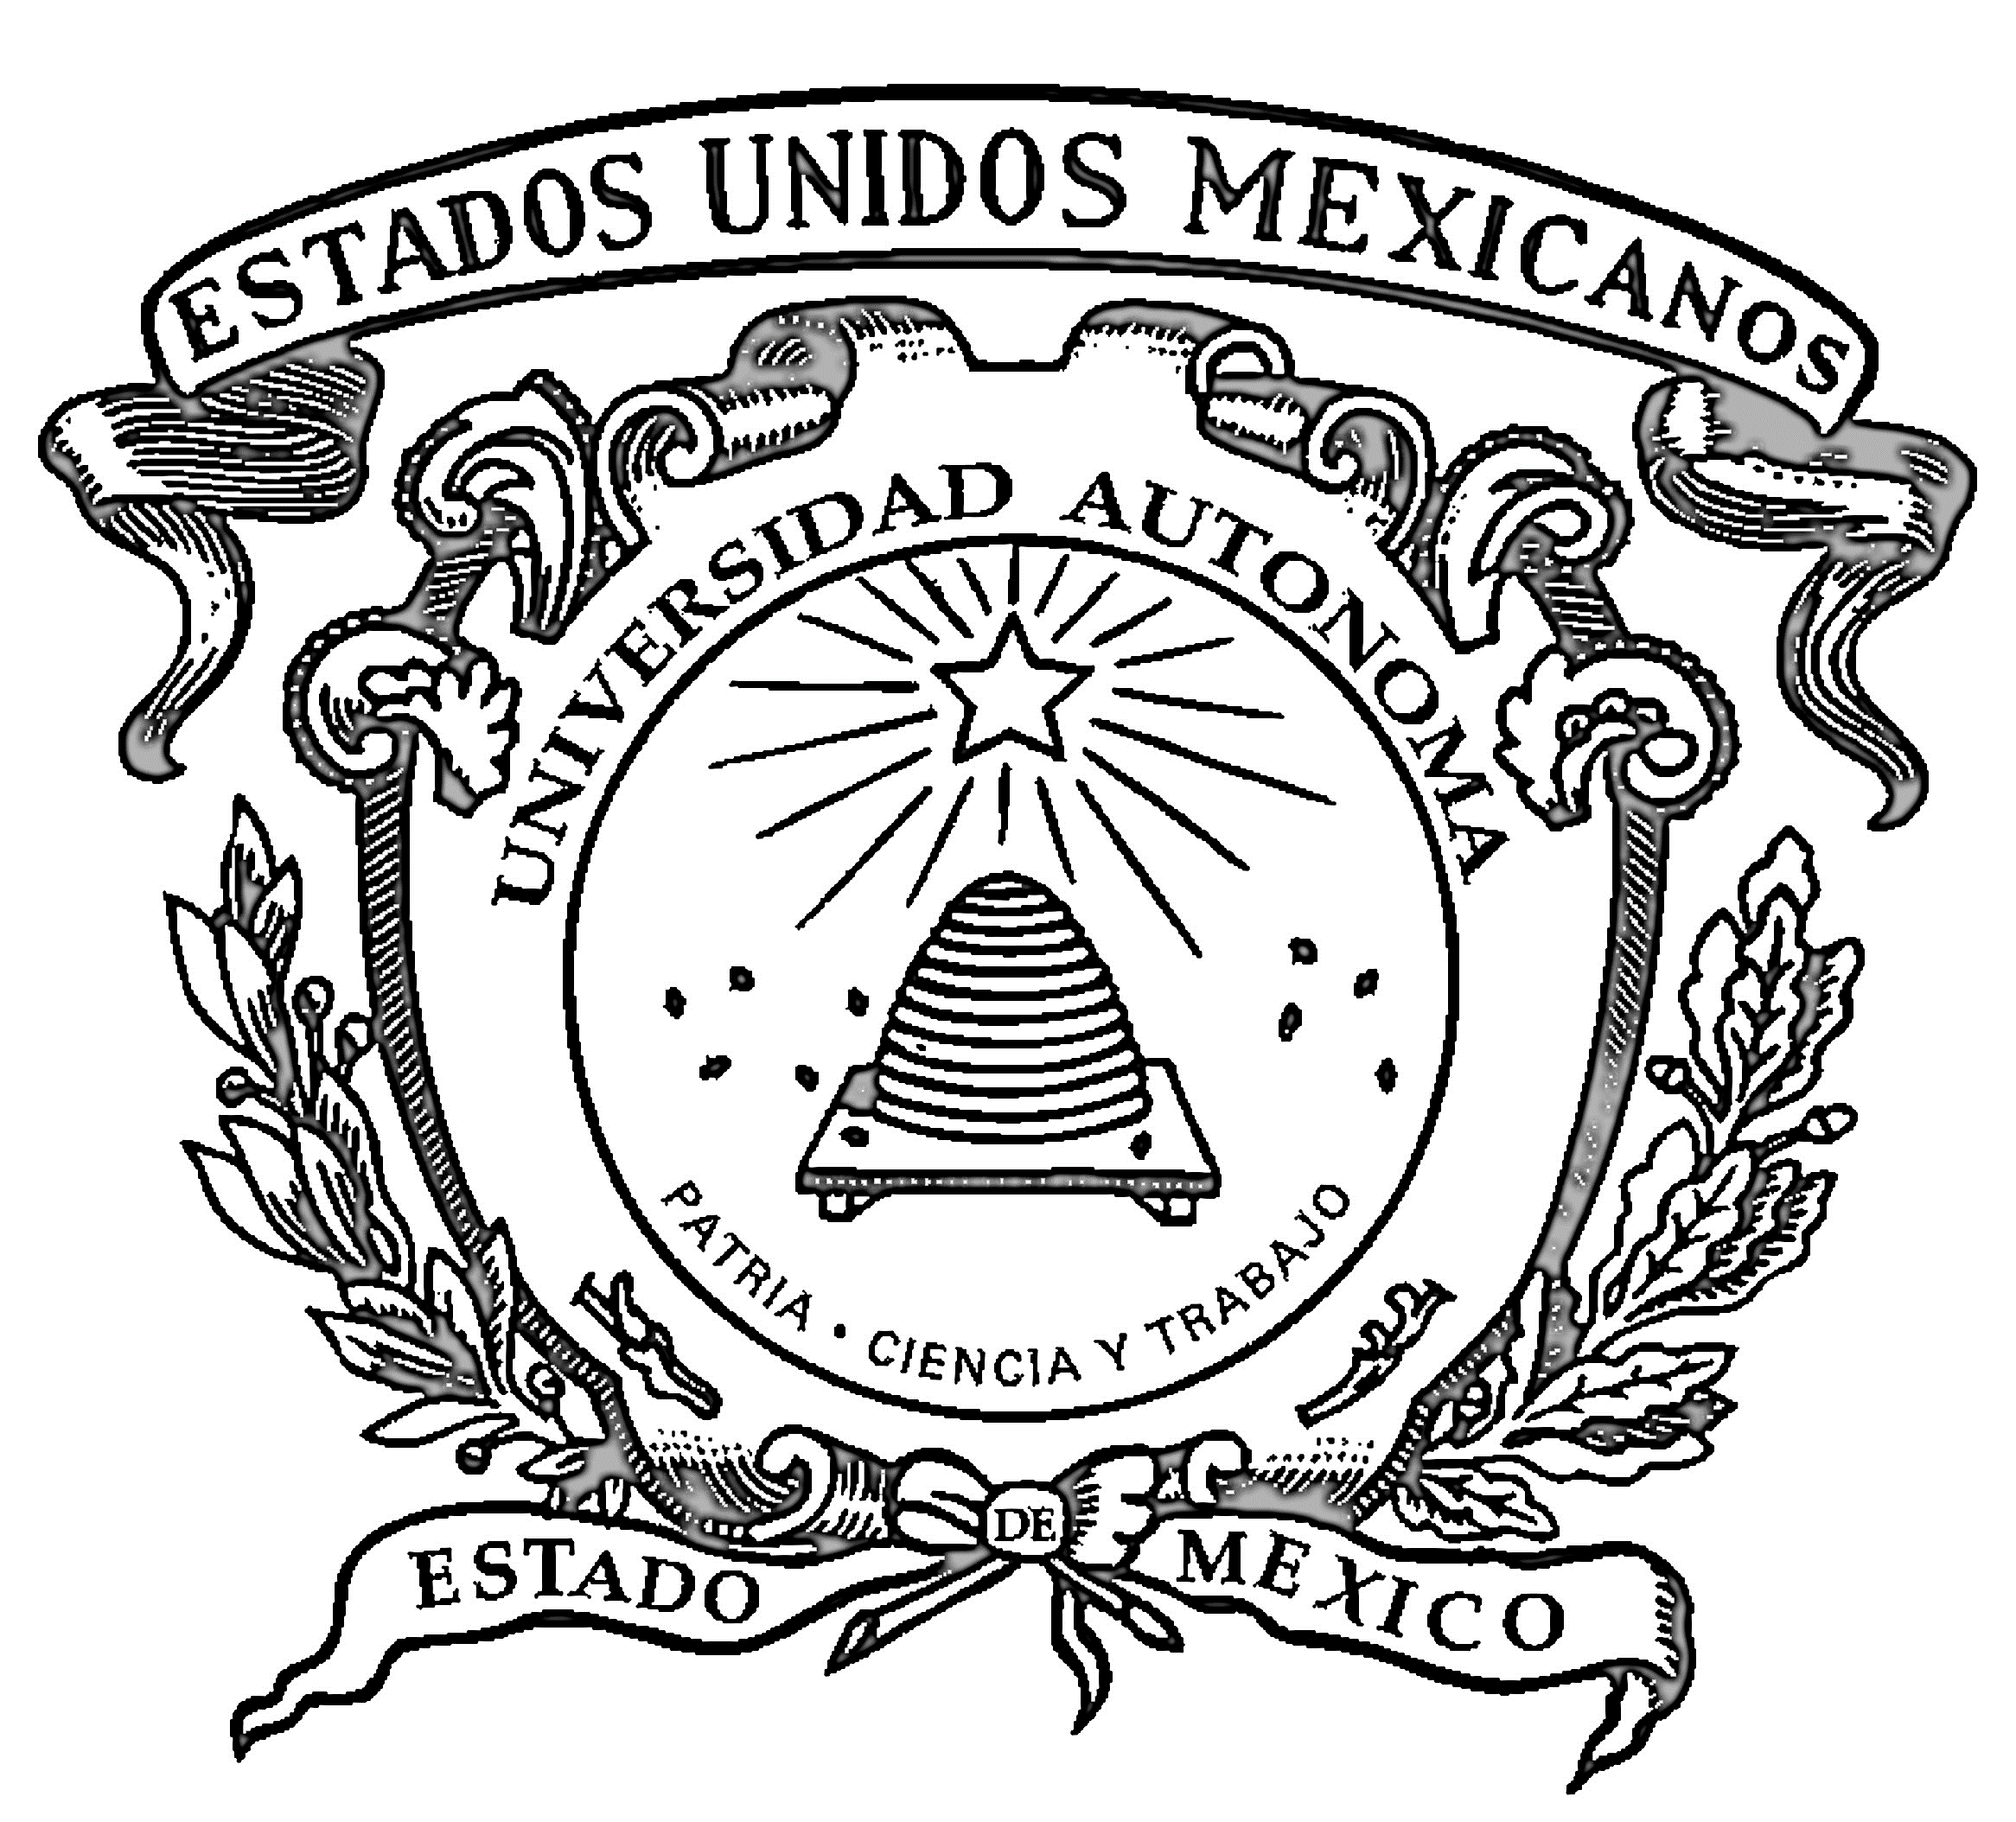 ESTADOS UNIDOS MEXICANOS
UNIVERSIDAD AUTONOMA
PATRIA · CIENCIA Y TRABAJO
ESTADO DE MEXICO